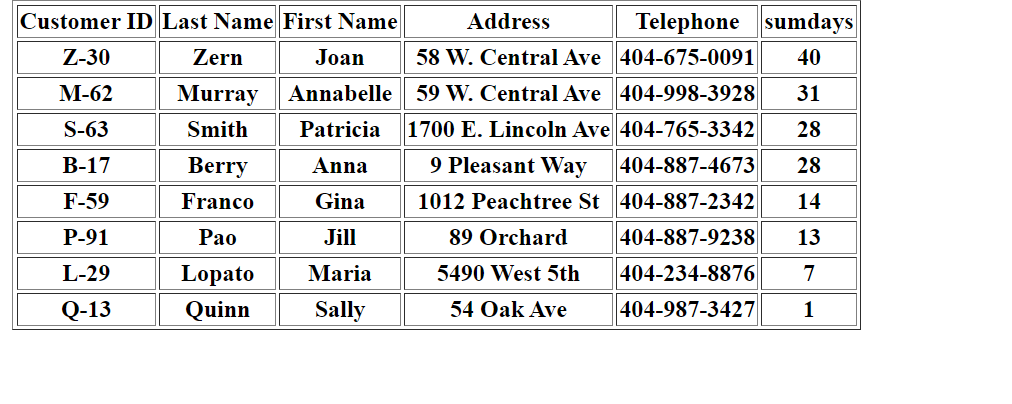 Customer ID Last Name First Name Address Telephone sumdays
Z-30 Zern Joan 58 W. Central Ave 404-675-0091 40
M-62 Murray Annabelle 59 W. Central Ave 404-998-3928 31
S-63 Smith Patricia 1700 E. Lincoln Ave 404-765-3342 28
B-17 Berry Anna 9 Pleasant Way 404-887-4673 28
F-59 Franco Gina 1012 Peachtree St 404-887-2342 14
P-91 Pao Jill 89 Orchard 404-887-9238 13
L-29 Lopato Maria 5490 West 5th 404-234-8876 7
Q-13 Quinn Sally 54 Oak Ave 404-987-3427 1